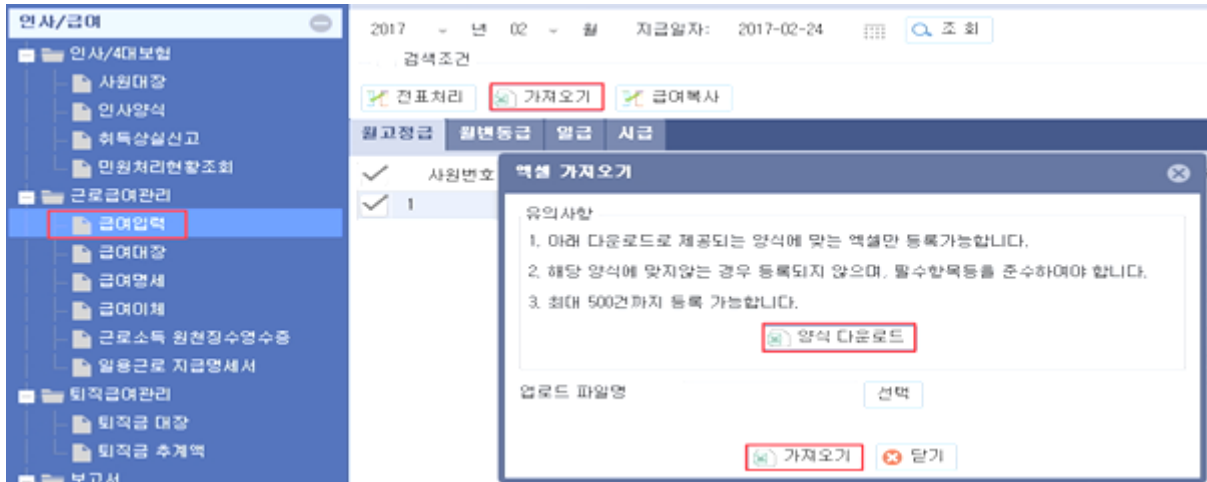 인사/급여
인사/4대보험
사원대장
인사양식
취득상실신고
민원처리현황조회
근로급여관리
급여입력
급여대장
급여명세
급여이체
근로소득 원천징수영수증
일용근로 지급명세서
퇴직급여관리
퇴직금 대장
퇴직금 추계액
보고서
2017 년 02 월 지급일자: 2017-02-24 조 회
검색조건
전표처리 가져오기 급여복사
월고정급 월변동급 일급 시급
사원번호
1
엑셀 가져오기
유의사항
1. 아래 다운로드로 제공되는 양식에 맞는 엑셀만 등록가능합니다.
2. 해당 양식에 맞지않는 경우 등록되지 않으며, 필수항목등을 준수하여야 합니다.
3. 최대 500건까지 등록 가능합니다.
양식 다운로드
업로드 파일명 선택
가져오기 닫기